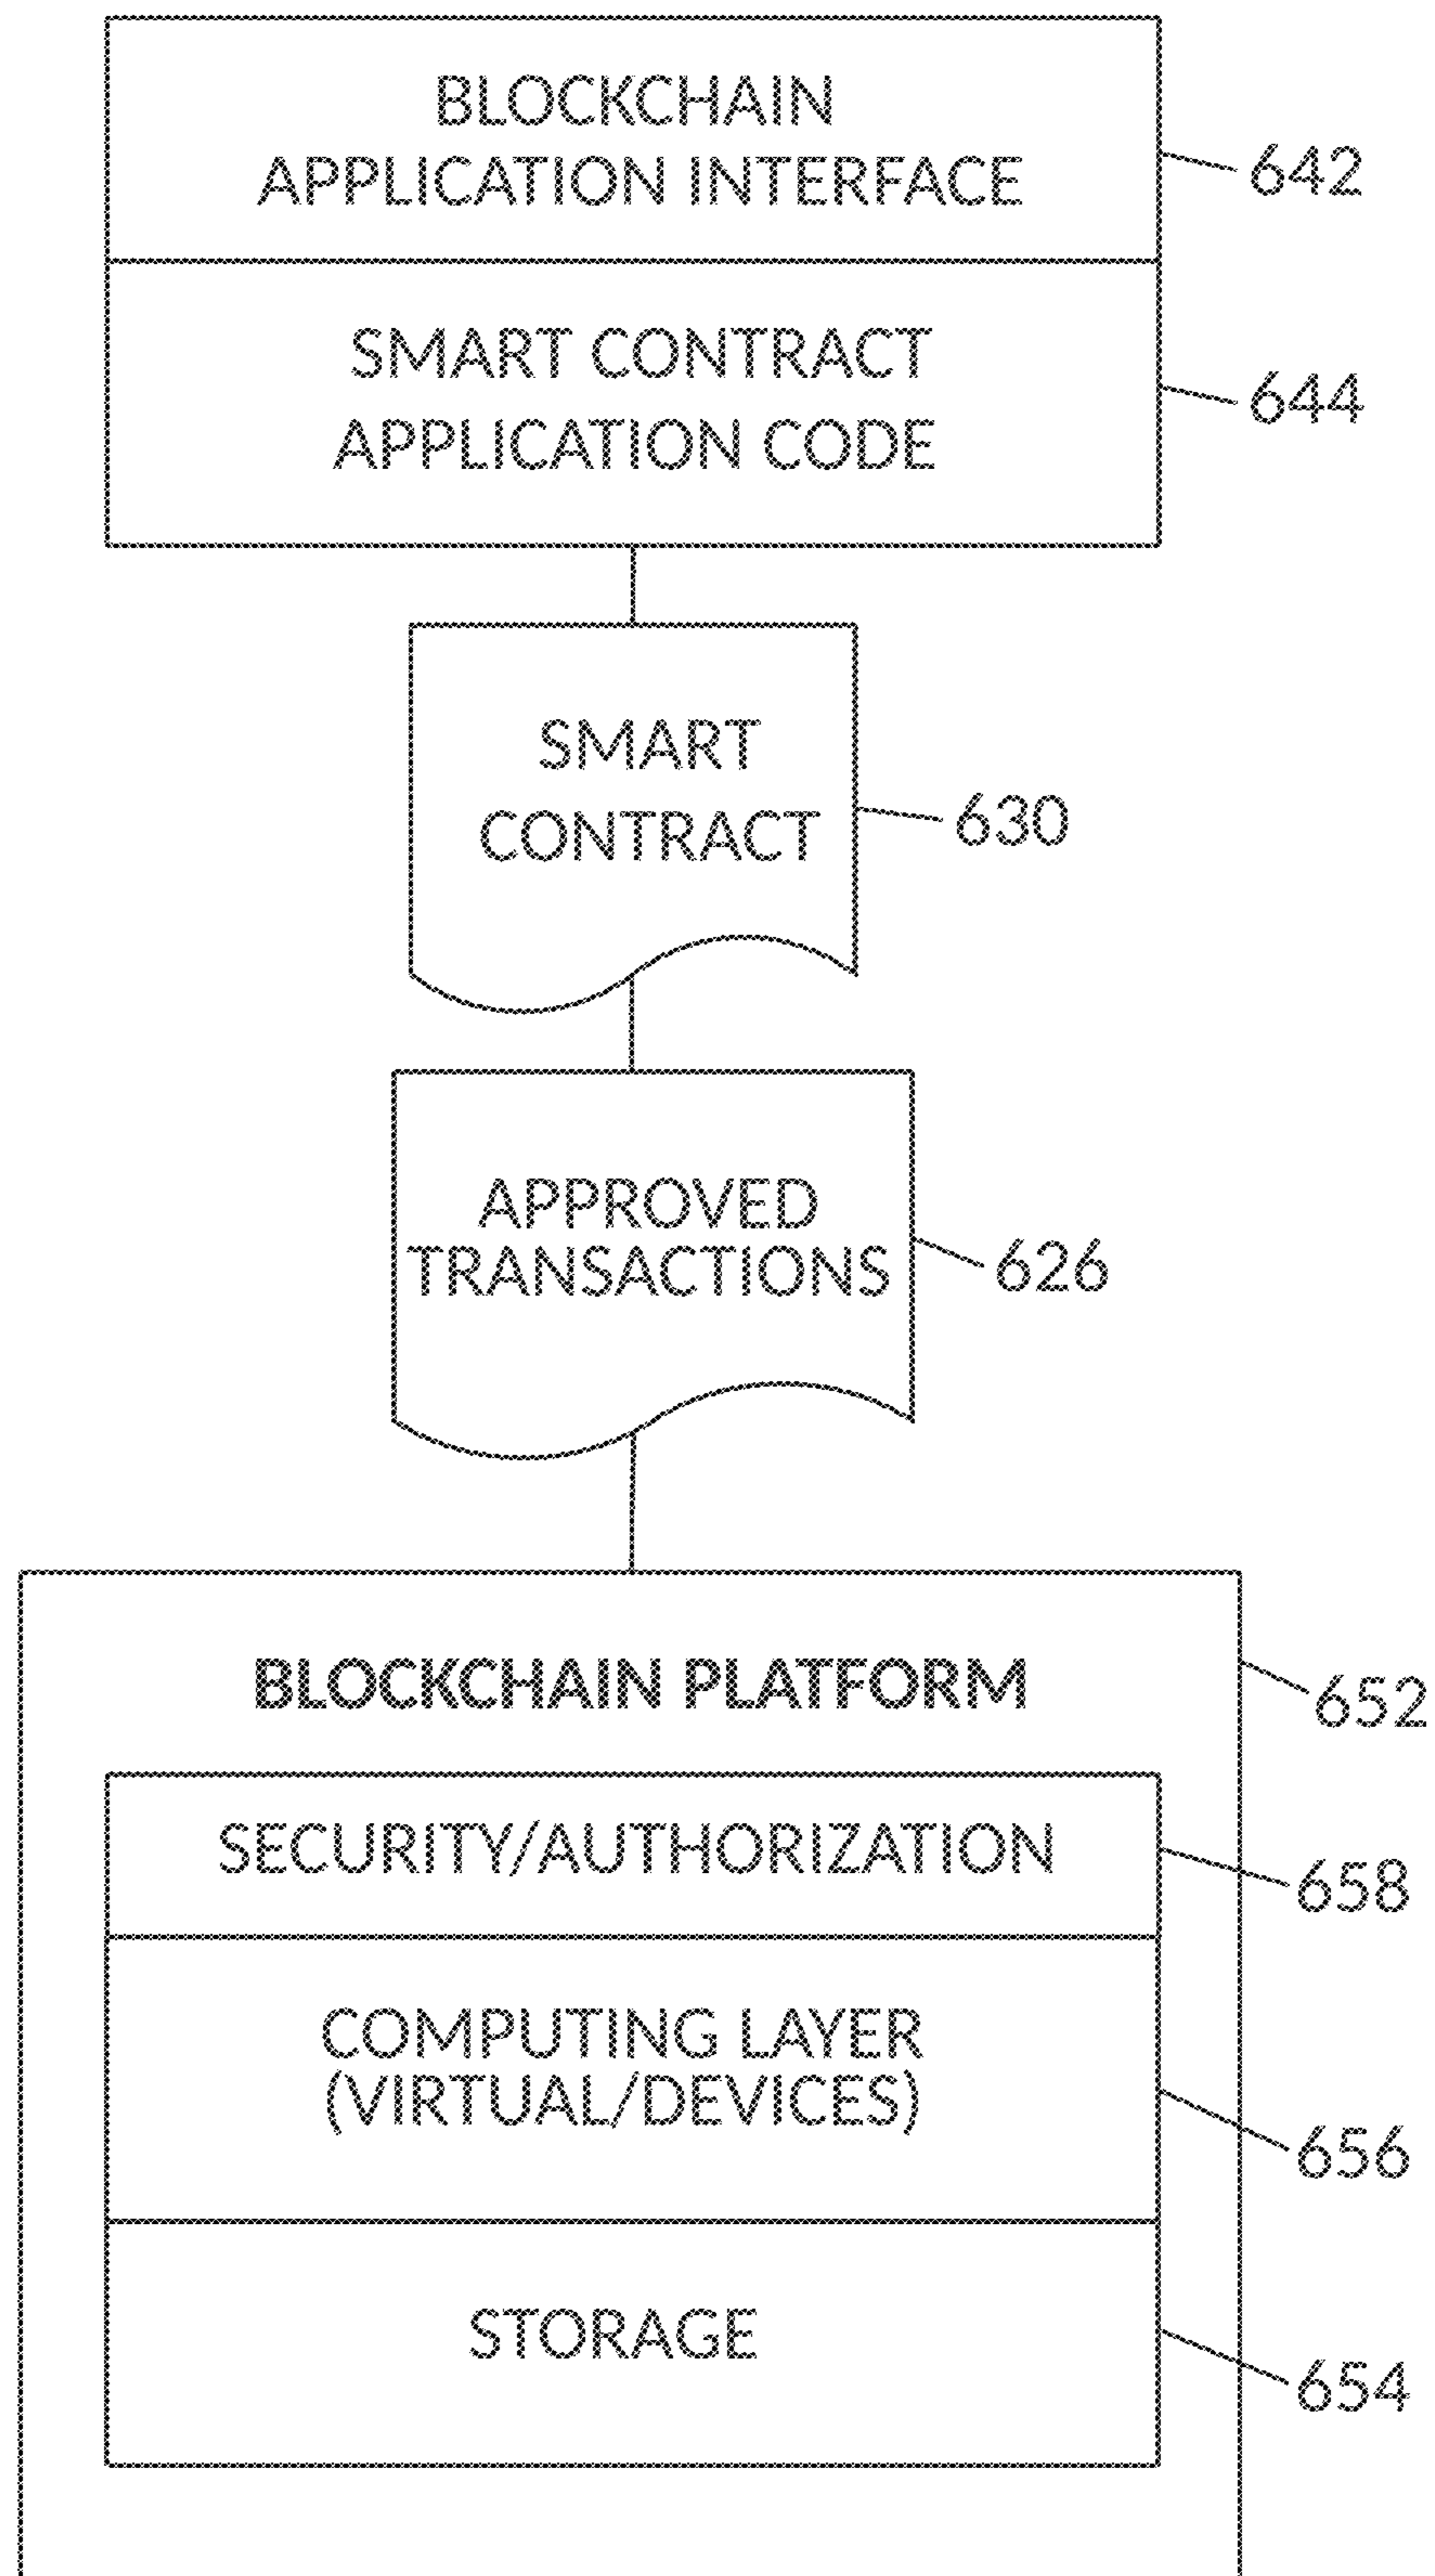 BLOCKCHAIN
APPLICATION INTERFACE
642
SMART CONTRACT
APPLICATION CODE
644
SMART
CONTRACT
630
APPROVED
TRANSACTIONS
626
BLOCKCHAIN PLATFORM
652
SECURITY/AUTHORIZATION
658
COMPUTING LAYER
(VIRTUAL/DEVICES)
656
STORAGE
654